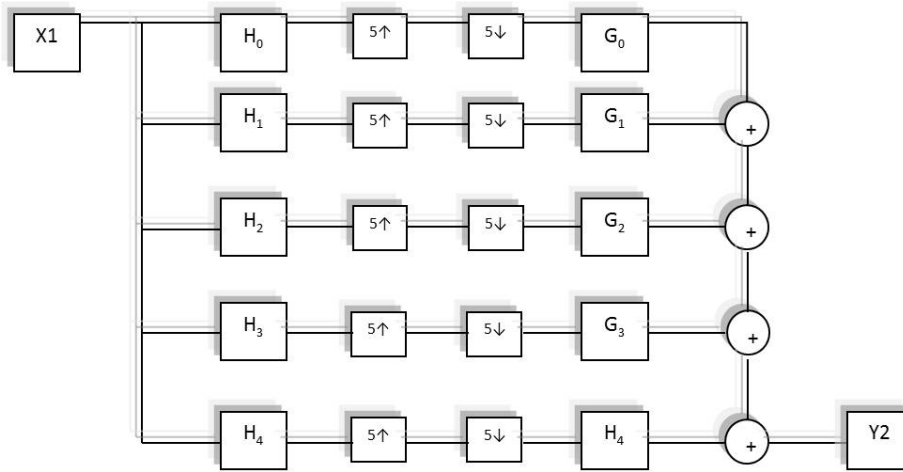 X1 H₀ 5↑ 5↓ G₀
H₁ 5↑ 5↓ G₁ +
H₂ 5↑ 5↓ G₂ +
H₃ 5↑ 5↓ G₃ +
H₄ 5↑ 5↓ H₄ + Y2